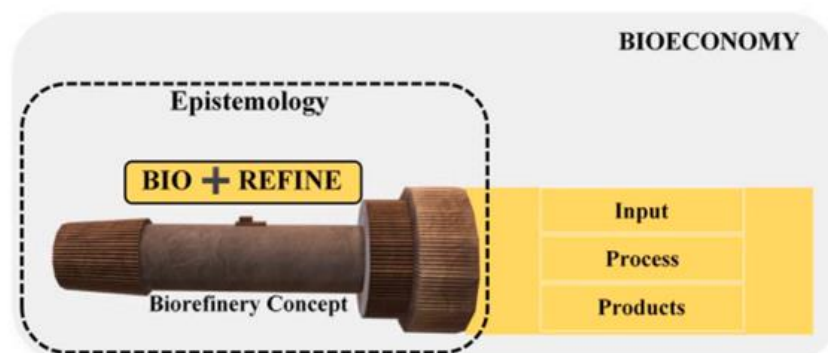 BIOECONOMY
Epistemology
BIO + REFINE
Biorefinery Concept
Input
Process
Products